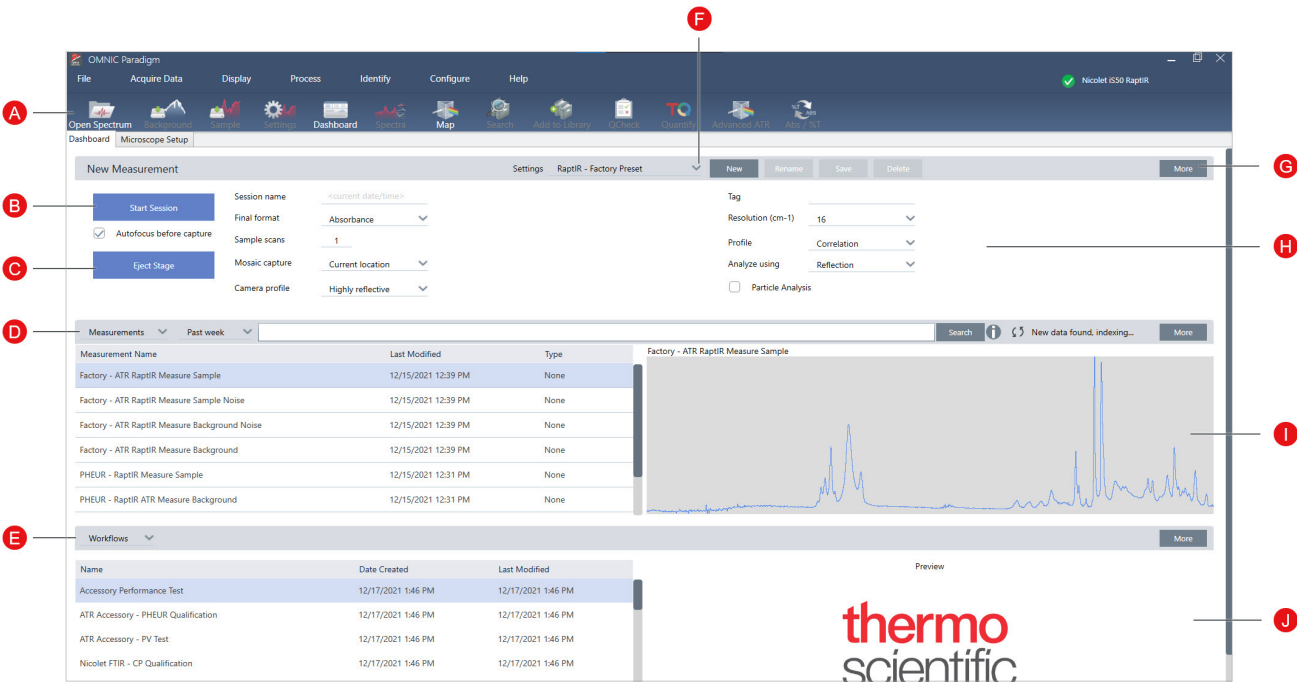 F
OMNIC Paradigm
File Acquire Data Display Process Identify Configure Help
Nicolet iS50 RaptIR
A
Open Spectrum Background Sample Settings Dashboard Spectra Map Search Add to Library QCheck TQ Quantify Advanced ATR Abs / %T
Dashboard Microscope Setup
New Measurement Settings RaptIR - Factory Preset New Rename Save Delete More
G
B
Start Session
Autofocus before capture
C
Eject Stage
Session name <current date/time>
Final format Absorbance
Sample scans 1
Mosaic capture Current location
Camera profile Highly reflective
Tag
Resolution (cm-1) 16
Profile Correlation
Analyze using Reflection
Particle Analysis
H
D
Measurements Past week Search New data found, indexing... More
Measurement Name Last Modified Type
Factory - ATR RaptIR Measure Sample 12/15/2021 12:39 PM None
Factory - ATR RaptIR Measure Sample Noise 12/15/2021 12:39 PM None
Factory - ATR RaptIR Measure Background Noise 12/15/2021 12:39 PM None
Factory - ATR RaptIR Measure Background 12/15/2021 12:39 PM None
PHEUR - RaptIR Measure Sample 12/15/2021 12:31 PM None
PHEUR - RaptIR ATR Measure Background 12/15/2021 12:31 PM None
Factory - ATR RaptIR Measure Sample
I
E
Workflows More
Name Date Created Last Modified
Accessory Performance Test 12/17/2021 1:46 PM 12/17/2021 1:46 PM
ATR Accessory - PHEUR Qualification 12/17/2021 1:46 PM 12/17/2021 1:46 PM
ATR Accessory - PV Test 12/17/2021 1:46 PM 12/17/2021 1:46 PM
Nicolet FTIR - CP Qualification 12/17/2021 1:46 PM 12/17/2021 1:46 PM
Preview
thermo
scientific
J